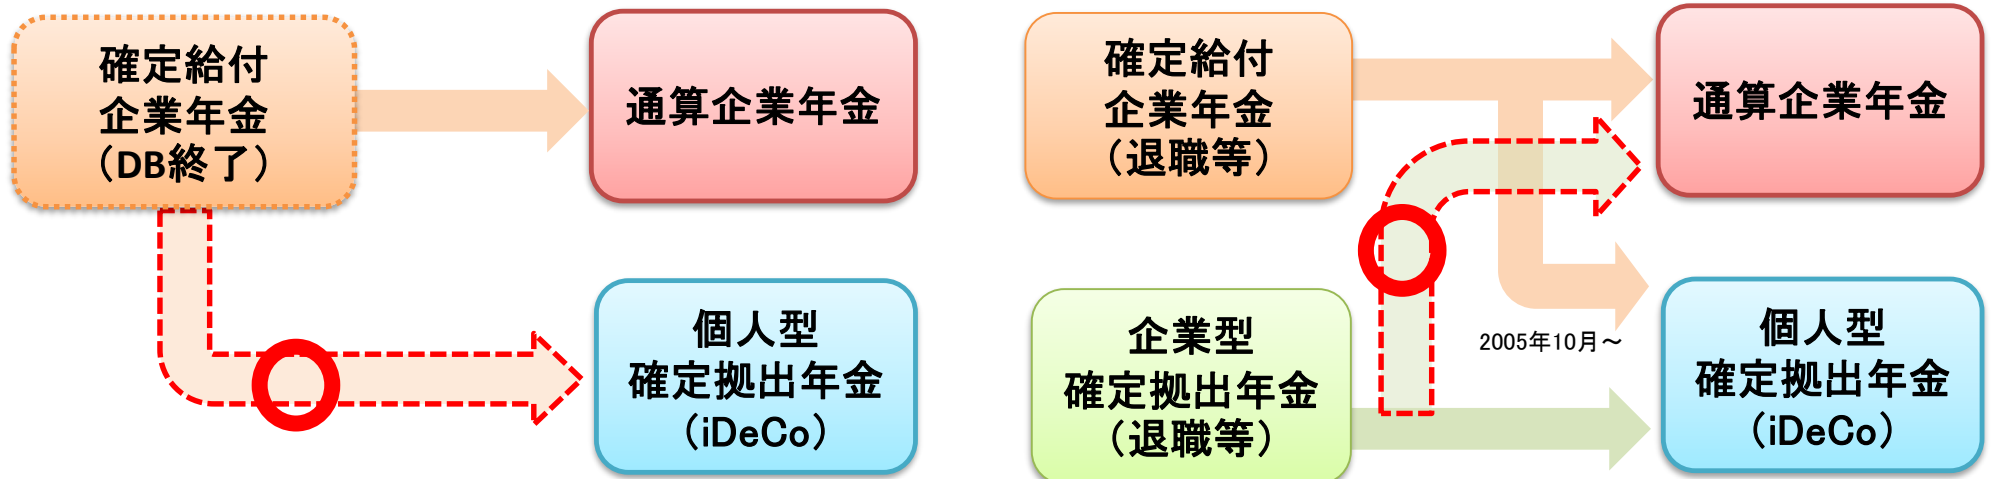 確定給付
企業年金
（DB終了）
通算企業年金
個人型
確定拠出年金
（iDeCo）
確定給付
企業年金
（退職等）
通算企業年金
企業型
確定拠出年金
（退職等）
2005年10月～
個人型
確定拠出年金
（iDeCo）